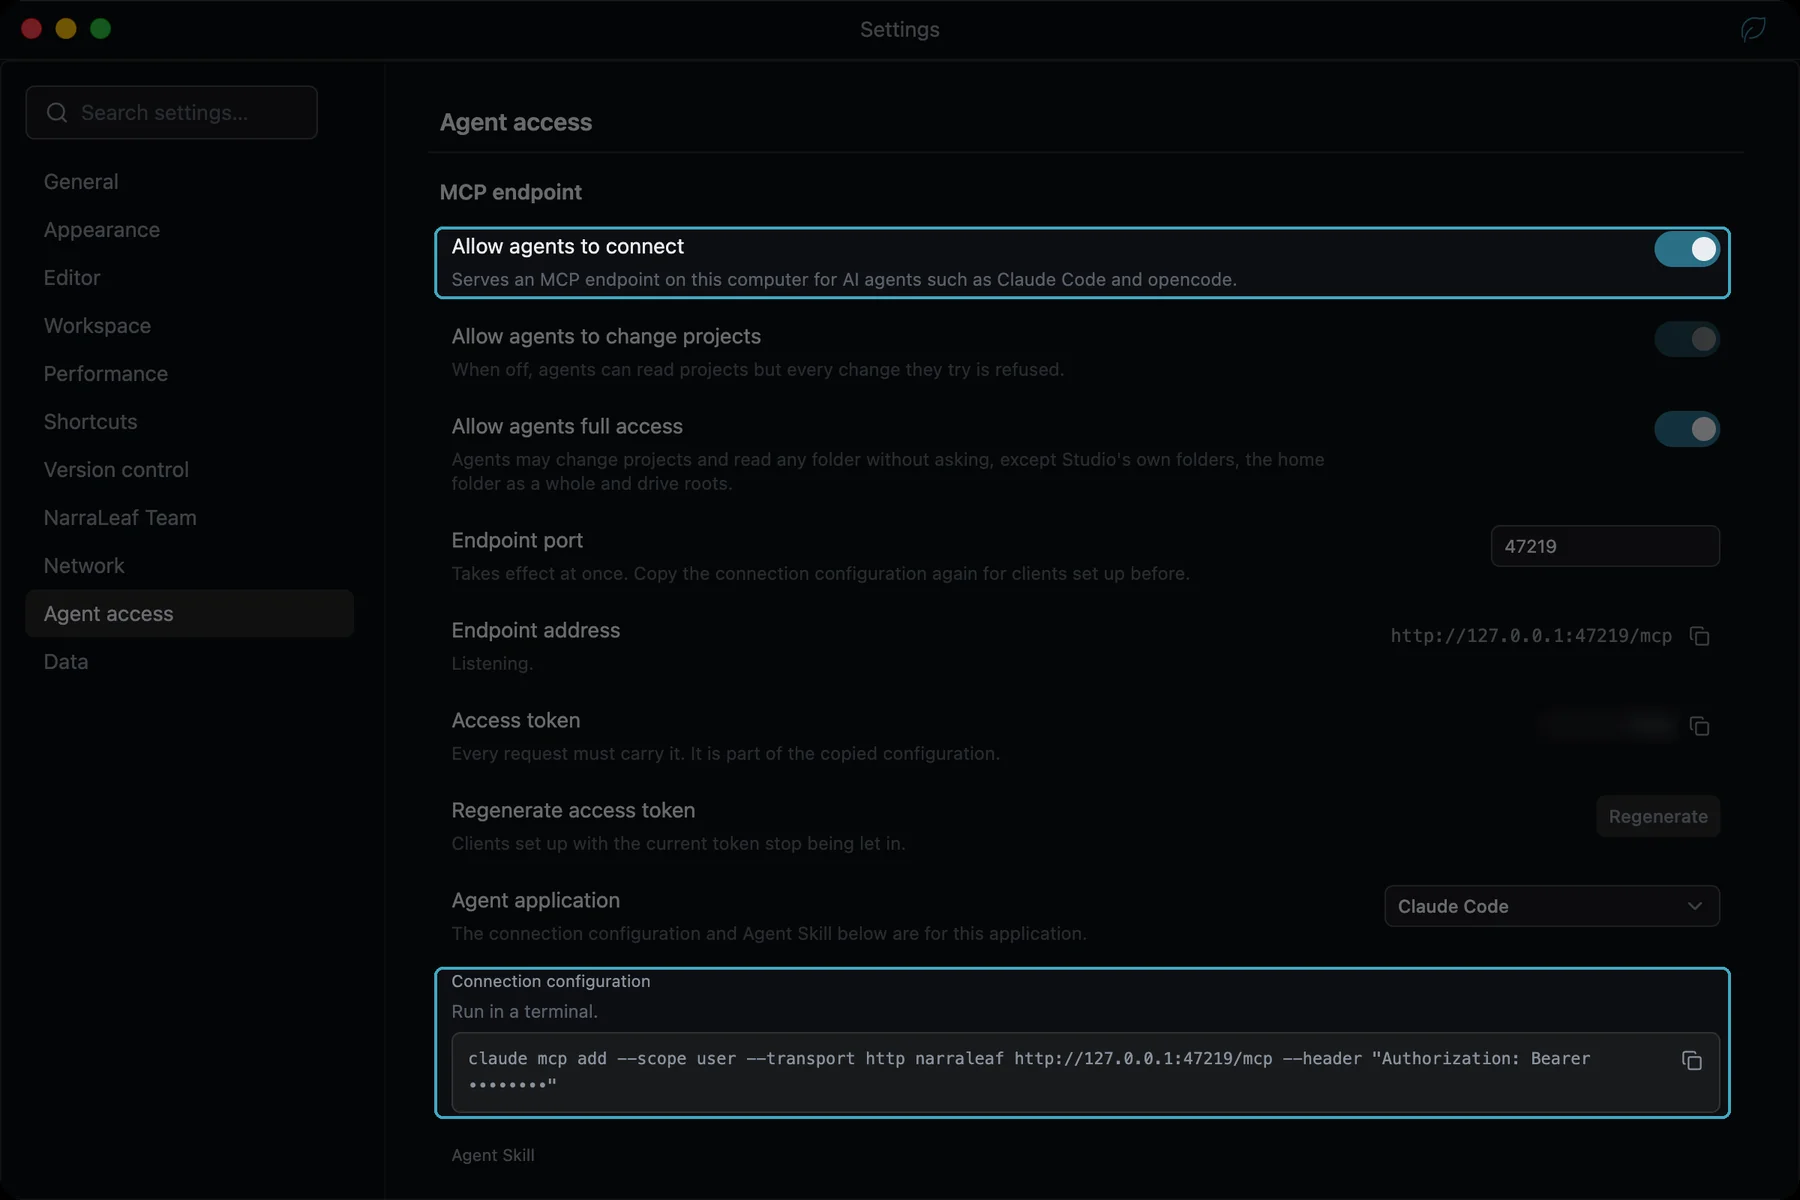 Settings
Search settings...
General
Appearance
Editor
Workspace
Performance
Shortcuts
Version control
NarraLeaf Team
Network
Agent access
Data
Agent access
MCP endpoint
Allow agents to connect
Serves an MCP endpoint on this computer for AI agents such as Claude Code and opencode.
Allow agents to change projects
When off, agents can read projects but every change they try is refused.
Allow agents full access
Agents may change projects and read any folder without asking, except Studio's own folders, the home
folder as a whole and drive roots.
Endpoint port
47219
Takes effect at once. Copy the connection configuration again for clients set up before.
Endpoint address
http://127.0.0.1:47219/mcp
Listening.
Access token
Every request must carry it. It is part of the copied configuration.
Regenerate access token
Regenerate
Clients set up with the current token stop being let in.
Agent application
Claude Code
The connection configuration and Agent Skill below are for this application.
Connection configuration
Run in a terminal.
claude mcp add --scope user --transport http narraleaf http://127.0.0.1:47219/mcp --header "Authorization: Bearer
••••••••"
Agent Skill